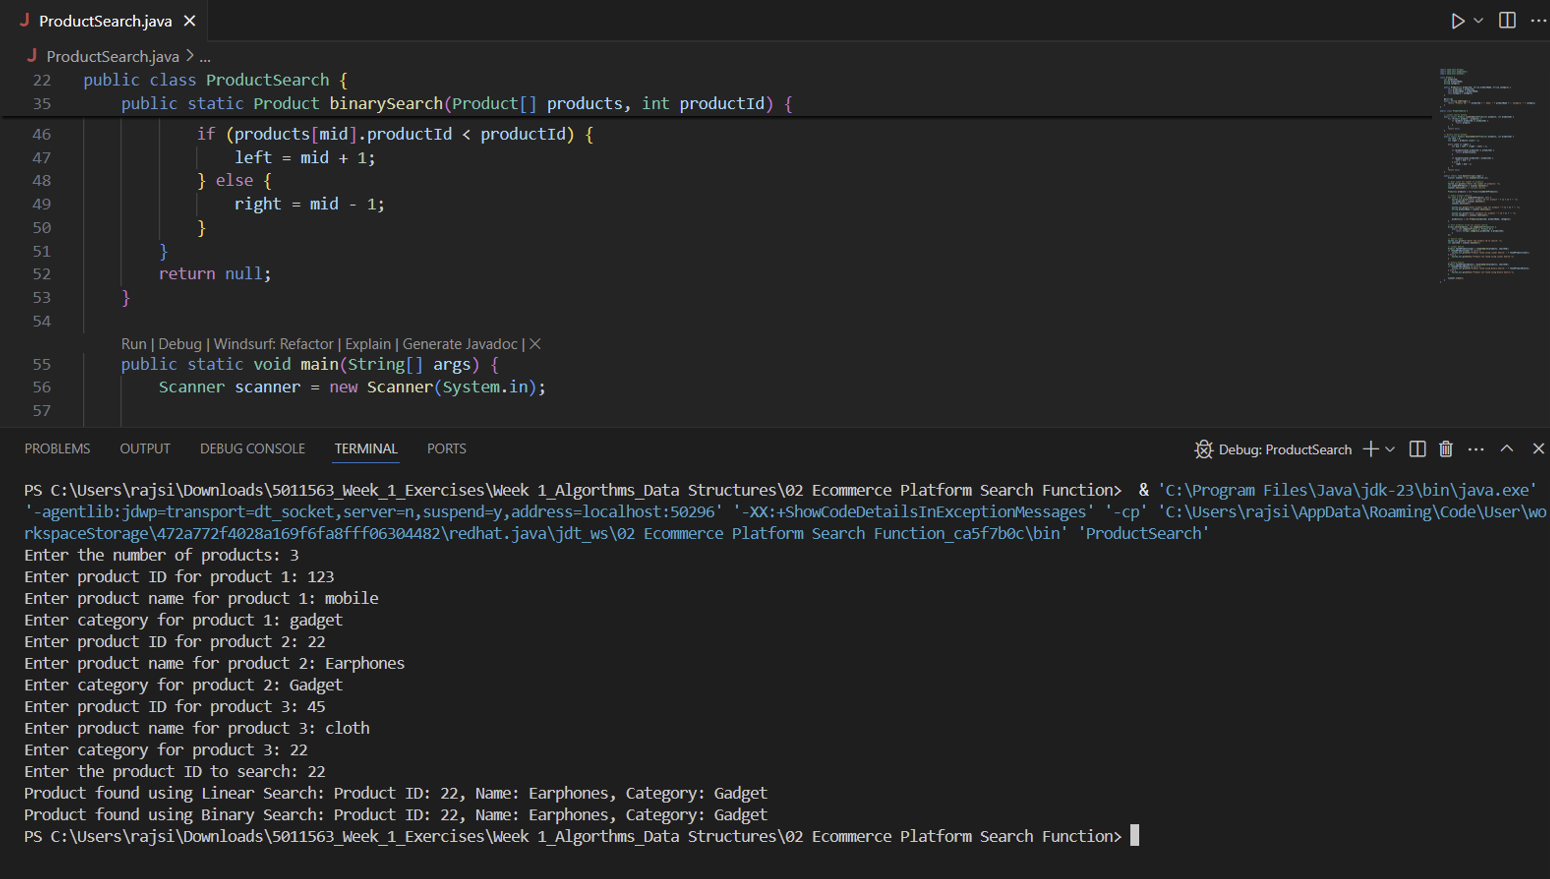 ProductSearch.java
ProductSearch.java > ...
22 public class ProductSearch {
35 public static Product binarySearch(Product[] products, int productId) {
46 if (products[mid].productId < productId) {
47 left = mid + 1;
48 } else {
49 right = mid - 1;
50 }
51 }
52 return null;
53 }
54
Run | Debug | Windsurf: Refactor | Explain | Generate Javadoc | X
55 public static void main(String[] args) {
56 Scanner scanner = new Scanner(System.in);
57
PROBLEMS OUTPUT DEBUG CONSOLE TERMINAL PORTS Debug: ProductSearch
PS C:\Users\rajsi\Downloads\5011563_Week_1_Exercises\Week 1_Algorthms_Data Structures\02 Ecommerce Platform Search Function> & 'C:\Program Files\Java\jdk-23\bin\java.exe'
'-agentlib:jdwp=transport=dt_socket,server=n,suspend=y,address=localhost:50296' '-XX:+ShowCodeDetailsInExceptionMessages' '-cp' 'C:\Users\rajsi\AppData\Roaming\Code\User\wo
rkspaceStorage\472a772f4028a169f6fa8fff06304482\redhat.java\jdt_ws\02 Ecommerce Platform Search Function_ca5f7b0c\bin' 'ProductSearch'
Enter the number of products: 3
Enter product ID for product 1: 123
Enter product name for product 1: mobile
Enter category for product 1: gadget
Enter product ID for product 2: 22
Enter product name for product 2: Earphones
Enter category for product 2: Gadget
Enter product ID for product 3: 45
Enter product name for product 3: cloth
Enter category for product 3: 22
Enter the product ID to search: 22
Product found using Linear Search: Product ID: 22, Name: Earphones, Category: Gadget
Product found using Binary Search: Product ID: 22, Name: Earphones, Category: Gadget
PS C:\Users\rajsi\Downloads\5011563_Week_1_Exercises\Week 1_Algorthms_Data Structures\02 Ecommerce Platform Search Function>